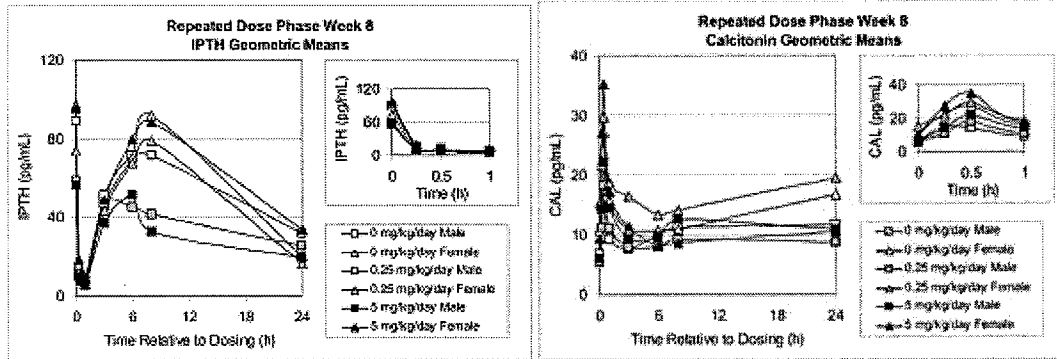 Repeated Dose Phase Week 8
IPTH Geometric Means
120
80
40
0
IPTH (pg/mL)
0
6
12
18
24
Time Relative to Dosing (h)
120
60
0
IPTH (pg/mL)
0
0.5
1
Time (h)
0 mg/kg/day Male
0 mg/kg/day Female
0.25 mg/kg/day Male
0.25 mg/kg/day Female
5 mg/kg/day Male
5 mg/kg/day Female
Repeated Dose Phase Week 8
Calcitonin Geometric Means
40
35
30
25
20
15
10
5
0
CAL (pg/mL)
0
6
12
18
24
Time Relative to Dosing (h)
40
20
0
CAL (pg/mL)
0
0.5
1
Time (h)
0 mg/kg/day Male
0 mg/kg/day Female
0.25 mg/kg/day Male
0.25 mg/kg/day Female
5 mg/kg/day Male
5 mg/kg/day Female